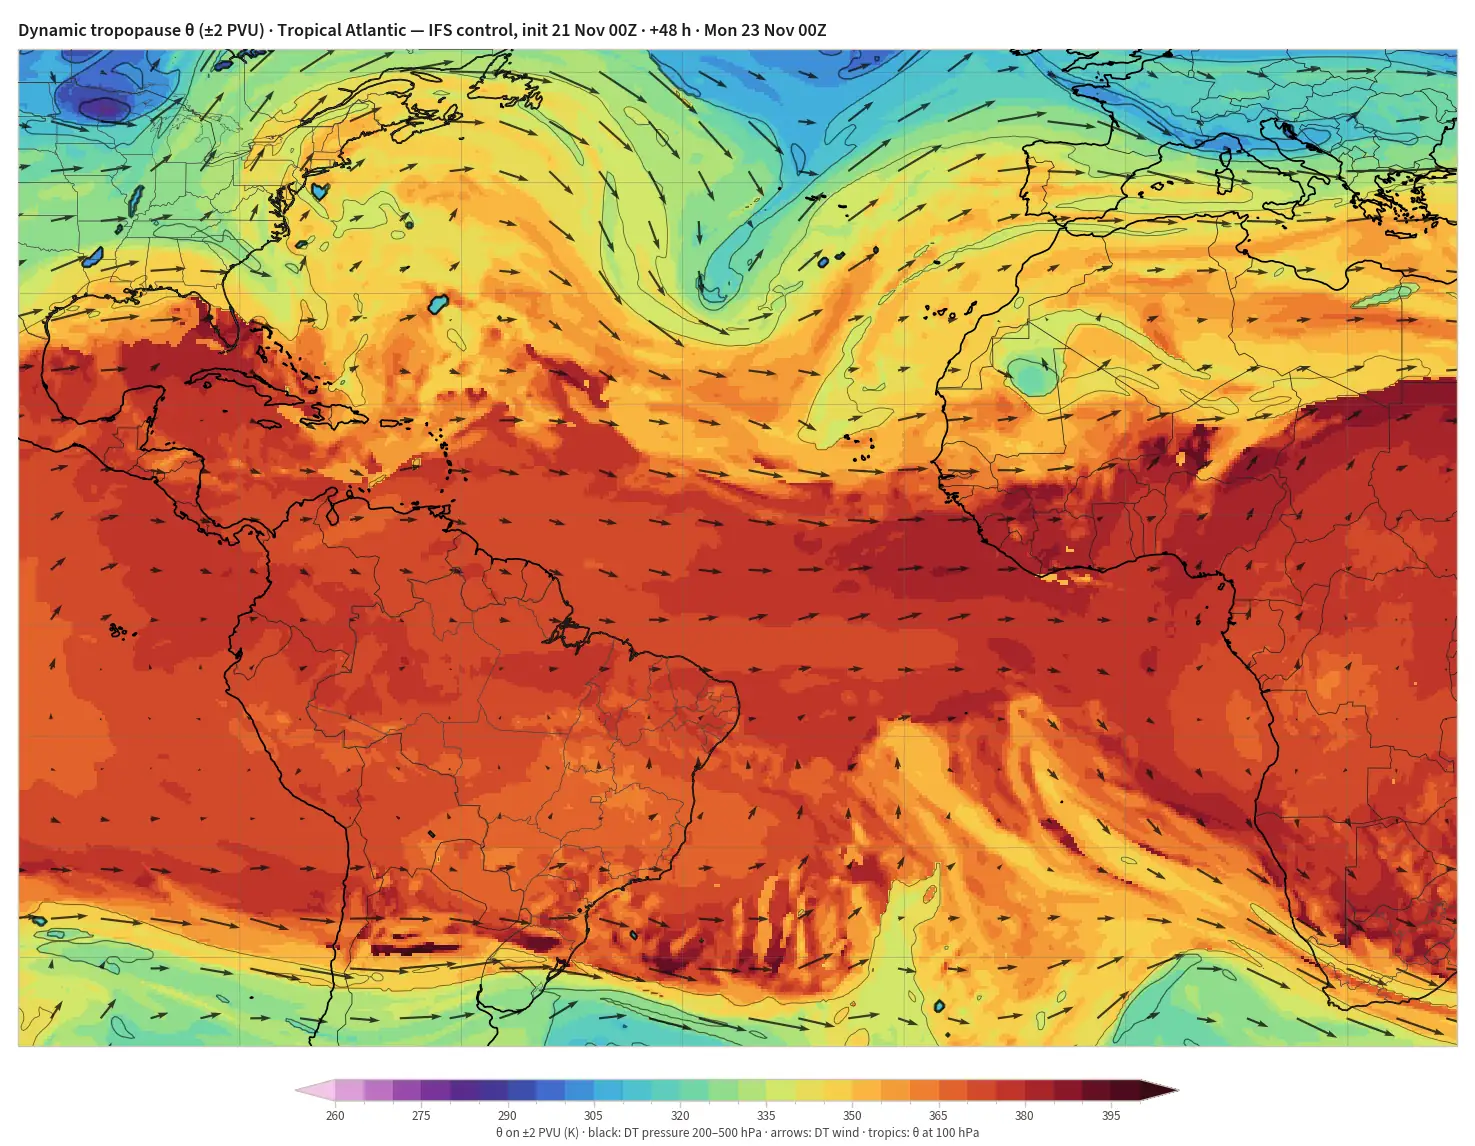 Dynamic tropopause θ (±2 PVU) · Tropical Atlantic — IFS control, init 21 Nov 00Z · +48 h · Mon 23 Nov 00Z
260 275 290 305 320 335 350 365 380 395
θ on ±2 PVU (K) · black: DT pressure 200–500 hPa · arrows: DT wind · tropics: θ at 100 hPa